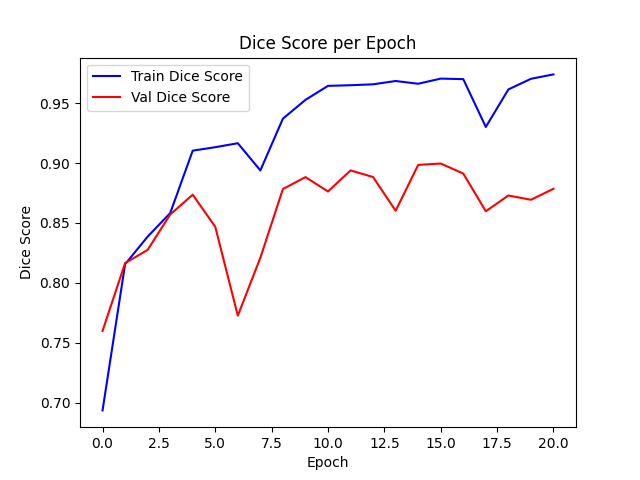 Dice Score per Epoch
Train Dice Score
Val Dice Score
Dice Score
0.95
0.90
0.85
0.80
0.75
0.70
0.0 2.5 5.0 7.5 10.0 12.5 15.0 17.5 20.0
Epoch